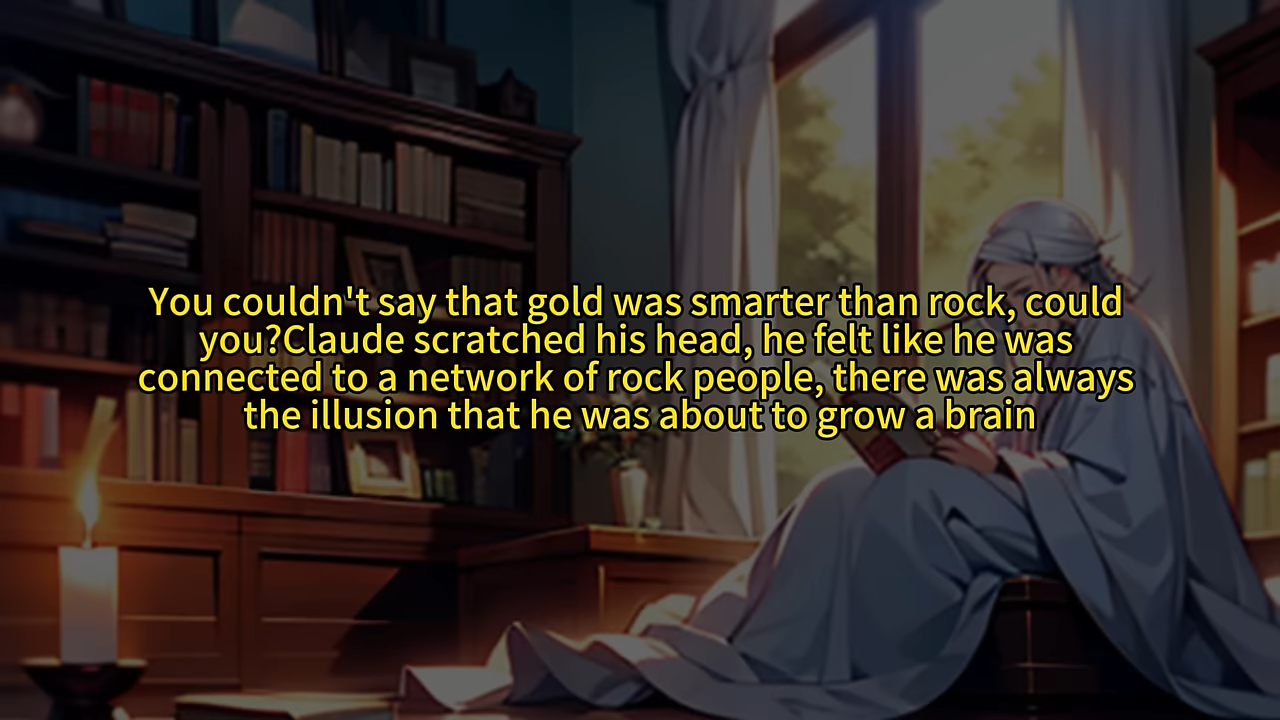 You couldn't say that gold was smarter than rock, could
you?Claude scratched his head, he felt like he was
connected to a network of rock people, there was always
the illusion that he was about to grow a brain